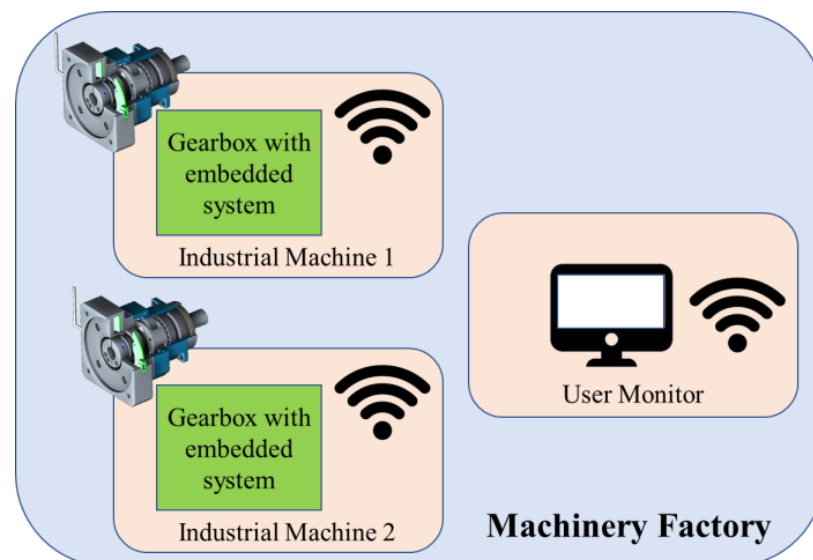 Gearbox with
embedded
system
Industrial Machine 1
User Monitor
Gearbox with
embedded
system
Industrial Machine 2
Machinery Factory